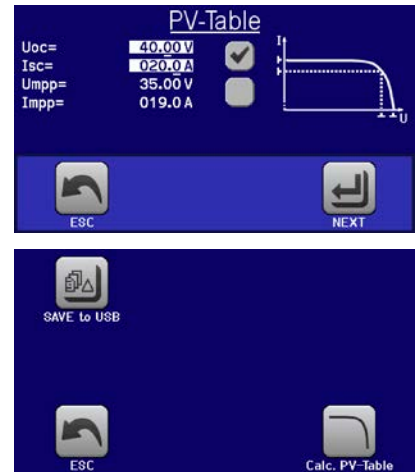 PV-Table
Uoc= 40.00 V
Isc= 020.0 A
Umpp= 35.00 V
Impp= 019.0 A
I
U
ESC NEXT
SAVE to USB
ESC Calc. PV-Table